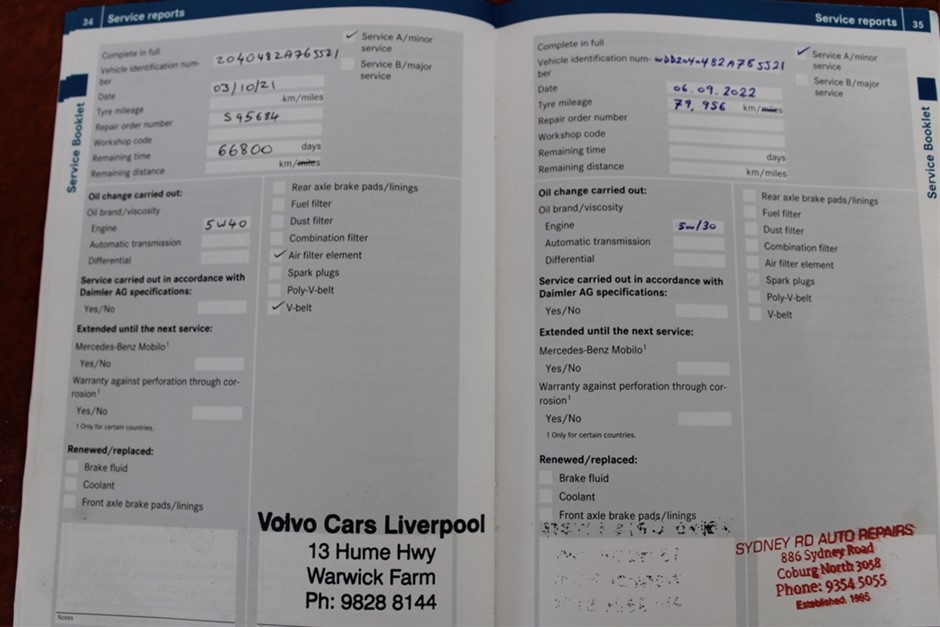 34 Service reports
Complete in full
Vehicle identification num-
ber
2040482A765521
Date
03/10/21
Tyre mileage
km/miles
Repair order number
S95684
Workshop code
Remaining time
66800 days
Remaining distance
km/miles
✓ Service A/minor
service
Service B/major
service
Service Booklet
Oil change carried out:
Oil brand/viscosity
Engine 5W40
Automatic transmission
Differential
Service carried out in accordance with
Daimler AG specifications:
Yes/No
Extended until the next service:
Mercedes-Benz Mobilo¹
Yes/No
Warranty against perforation through cor-
rosion¹
Yes/No
1 Only for certain countries.
Renewed/replaced:
Brake fluid
Coolant
Front axle brake pads/linings
Rear axle brake pads/linings
Fuel filter
Dust filter
Combination filter
✓ Air filter element
Spark plugs
Poly-V-belt
✓ V-belt
Volvo Cars Liverpool
13 Hume Hwy
Warwick Farm
Ph: 9828 8144
Notes
Service reports 35
Complete in full
Vehicle identification num-
ber
Date
06.09.2022
Tyre mileage
79,956 km/miles
Repair order number
Workshop code
Remaining time
days
Remaining distance
km/miles
✓ Service A/minor
service
Service B/major
service
Service Booklet
Oil change carried out:
Oil brand/viscosity
Engine 5w/30
Automatic transmission
Differential
Service carried out in accordance with
Daimler AG specifications:
Yes/No
Extended until the next service:
Mercedes-Benz Mobilo¹
Yes/No
Warranty against perforation through cor-
rosion¹
Yes/No
1 Only for certain countries.
Renewed/replaced:
Brake fluid
Coolant
Front axle brake pads/linings
Rear axle brake pads/linings
Fuel filter
Dust filter
Combination filter
Air filter element
Spark plugs
Poly-V-belt
V-belt
SYDNEY RD AUTO REPAIRS
886 Sydney Road
Coburg North 3058
Phone: 9354 5055
Established. 1995